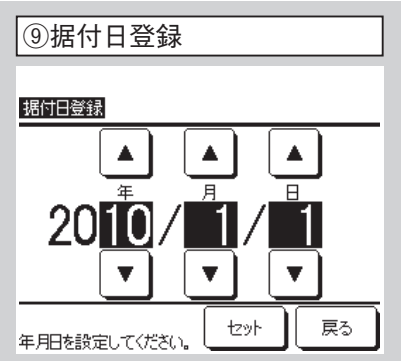 ⑨据付日登録
据付日登録
▲ ▲ ▲
年 月 日
2010/ 1/ 1
▼ ▼ ▼
セット 戻る
年月日を設定してください。